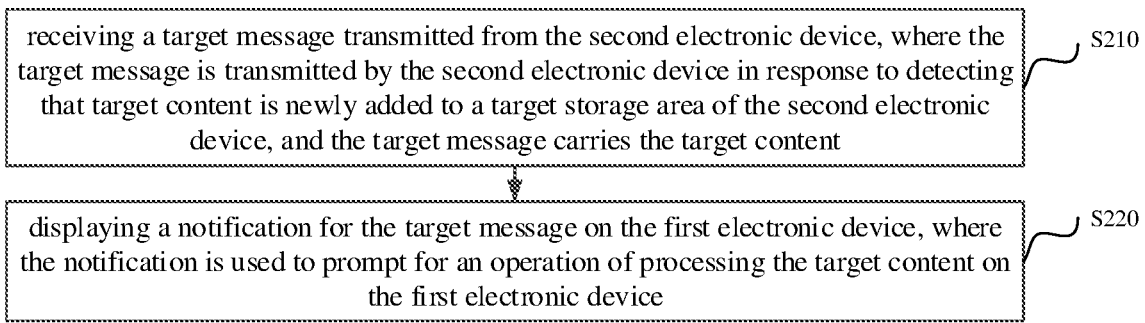 receiving a target message transmitted from the second electronic device, where the
target message is transmitted by the second electronic device in response to detecting
that target content is newly added to a target storage area of the second electronic
device, and the target message carries the target content
S210
displaying a notification for the target message on the first electronic device, where
the notification is used to prompt for an operation of processing the target content on
the first electronic device
S220